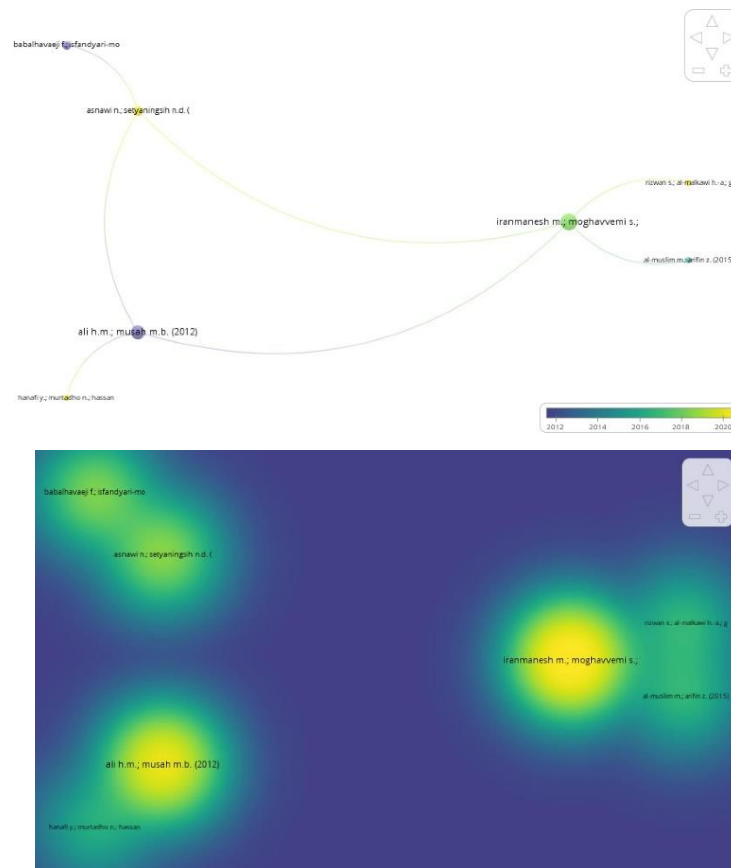 babalhavaeji f.; isfandyari-mo
asnawi n.; setyaningsih n.d. (
rizwan s.; al-malkawi h.-a.; g
iranmanesh m.; moghavvemi s.;
al-muslim m.; arifin z. (2015)
ali h.m.; musah m.b. (2012)
hanafi y.; murtadho n.; hassan
2012 2014 2016 2018 2020
babalhavaeji f.; isfandyari-mo
asnawi n.; setyaningsih n.d. (
rizwan s.; al-malkawi h.-a.; g
iranmanesh m.; moghavvemi s.;
al-muslim m.; arifin z. (2015)
ali h.m.; musah m.b. (2012)
hanafi y.; murtadho n.; hassan